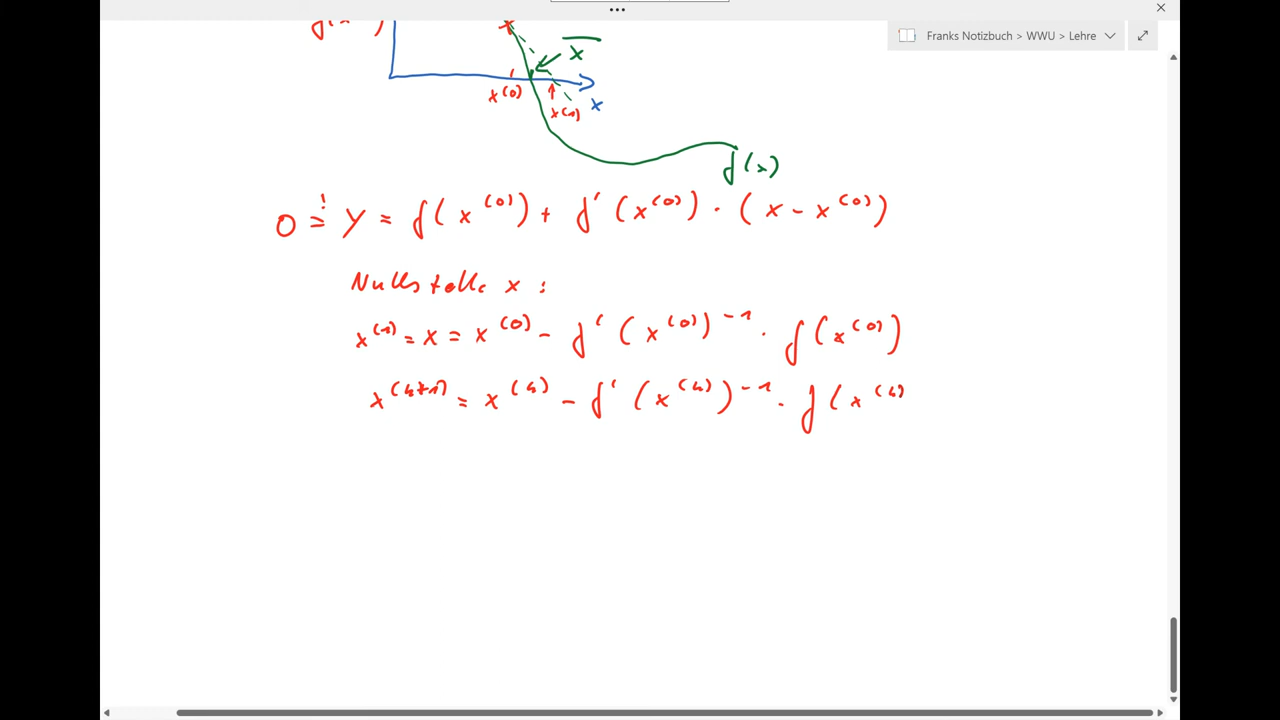 Franks Notizbuch > WWU > Lehre
x̄
x^(0)
x^(1)
x
f(x)
0 =! y = f(x^(0)) + f'(x^(0)) · (x - x^(0))
Nullstelle x :
x^(1) = x = x^(0) - f'(x^(0))^-1 · f(x^(0))
x^(k+1) = x^(k) - f'(x^(k))^-1 · f(x^(k)